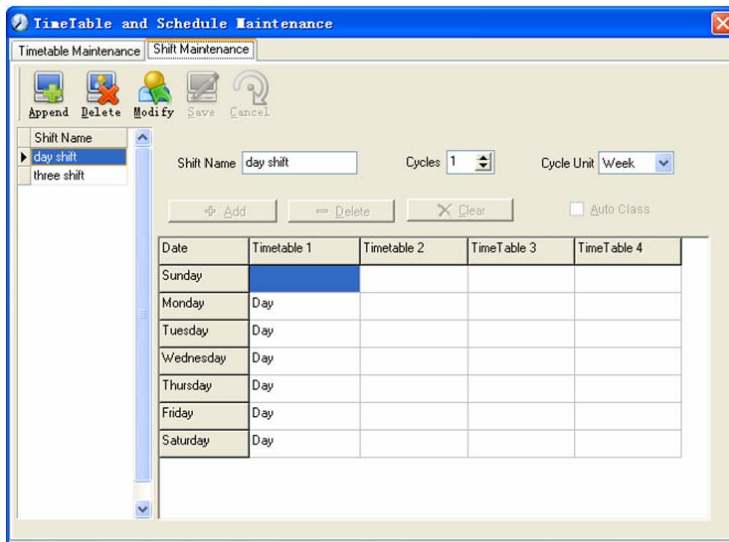 TimeTable and Schedule Maintenance
Timetable Maintenance Shift Maintenance
Append Delete Modify Save Cancel
Shift Name
day shift
three shift
Shift Name day shift Cycles 1 Cycle Unit Week
Add Delete Clear Auto Class
Date Timetable 1 Timetable 2 TimeTable 3 TimeTable 4
Sunday
Monday Day
Tuesday Day
Wednesday Day
Thursday Day
Friday Day
Saturday Day